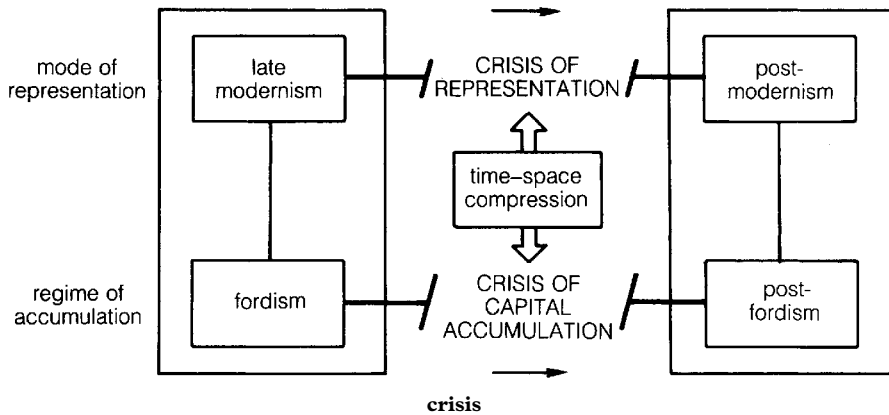 mode of
representation
late
modernism
CRISIS OF
REPRESENTATION
post-
modernism
time–space
compression
regime of
accumulation
fordism
CRISIS OF
CAPITAL
ACCUMULATION
post-
fordism
crisis